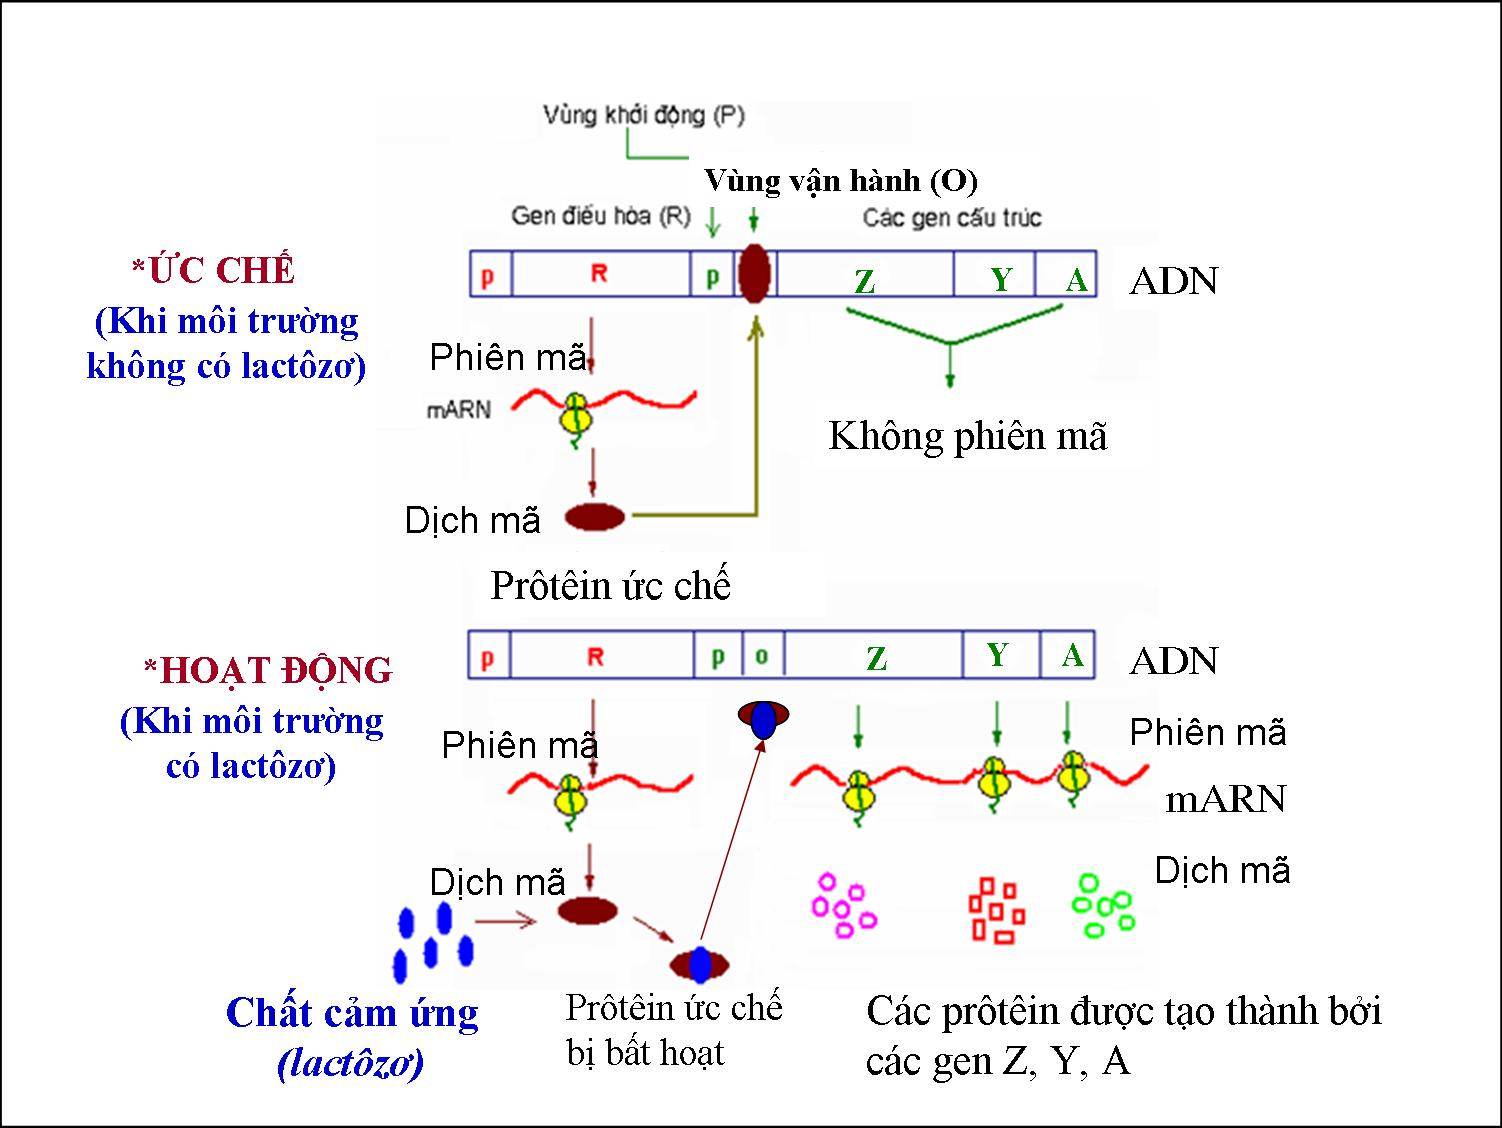 Vùng khởi động (P)
Vùng vận hành (O)
Gen điều hòa (R)
Các gen cấu trúc
*ỨC CHẾ
(Khi môi trường
không có lactôzơ)
p R p Z Y A ADN
Phiên mã
mARN
Không phiên mã
Dịch mã
Prôtêin ức chế
*HOẠT ĐỘNG
(Khi môi trường
có lactôzơ)
p R p o Z Y A ADN
Phiên mã
Phiên mã
mARN
Dịch mã
Dịch mã
Chất cảm ứng
(lactôzơ)
Prôtêin ức chế
bị bất hoạt
Các prôtêin được tạo thành bởi
các gen Z, Y, A